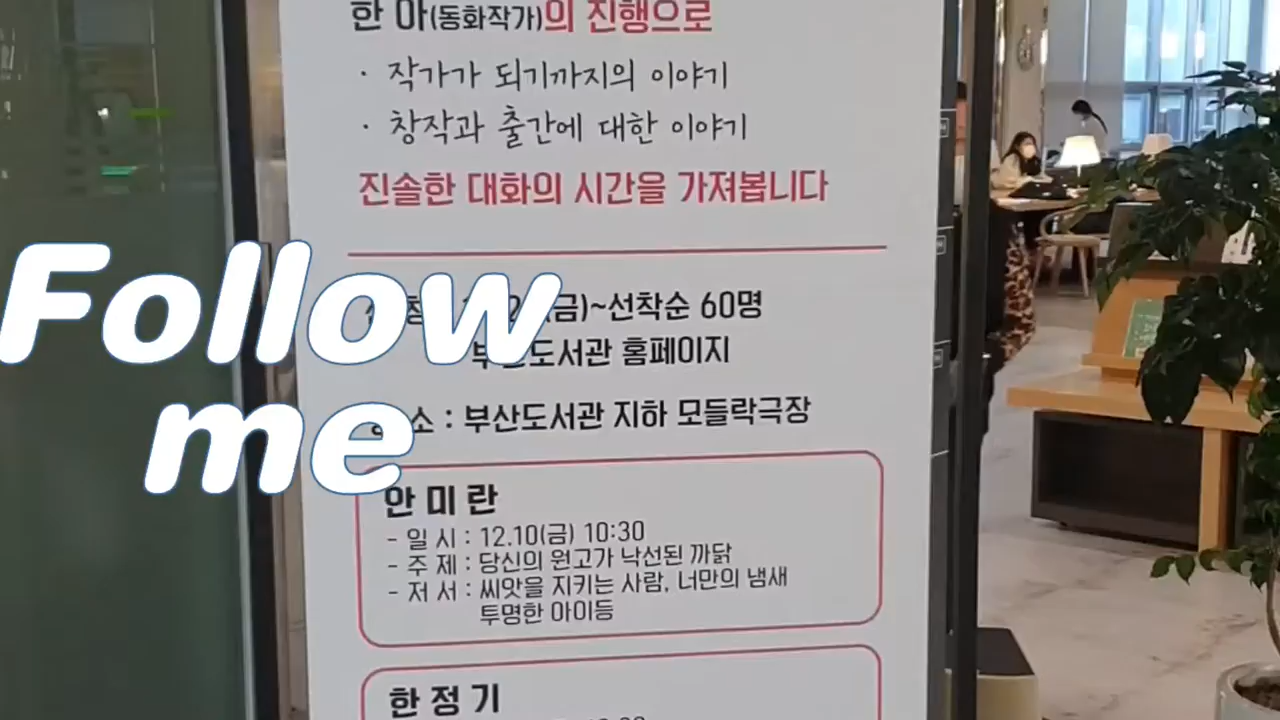 한 아(동화작가)의 진행으로
· 작가가 되기까지의 이야기
· 창작과 출간에 대한 이야기
진솔한 대화의 시간을 가져봅니다
Follow
me
(금)~선착순 60명
부산도서관 홈페이지
소 : 부산도서관 지하 모들락극장
안 미 란
- 일 시 : 12.10(금) 10:30
- 주 제 : 당신의 원고가 낙선된 까닭
- 저 서 : 씨앗을 지키는 사람, 너만의 냄새
투명한 아이등
한 정 기